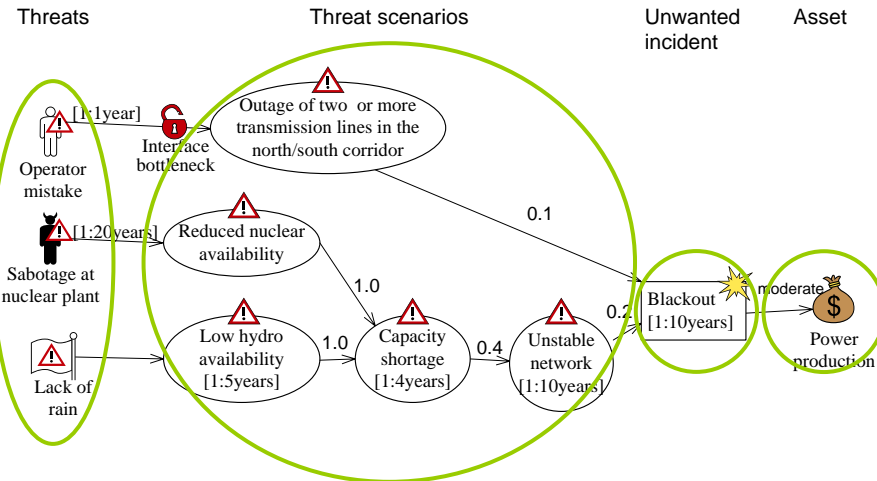 Threats
Threat scenarios
Unwanted
incident
Asset
[1:1year]
Operator
mistake
Interface
bottleneck
Outage of two or more
transmission lines in the
north/south corridor
0.1
[1:20years]
Sabotage at
nuclear plant
Reduced nuclear
availability
1.0
Lack of
rain
Low hydro
availability
[1:5years]
1.0
Capacity
shortage
[1:4years]
0.4
Unstable
network
[1:10years]
0.2
Blackout
[1:10years]
moderate
$
Power
production